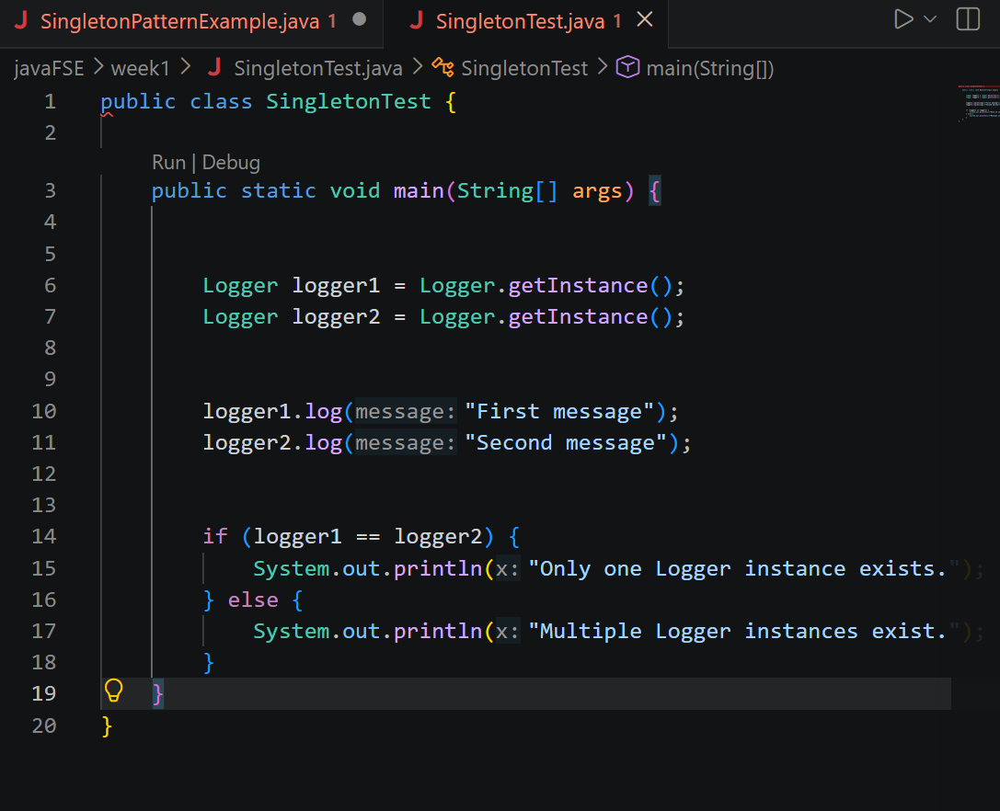 SingletonPatternExample.java 1 SingletonTest.java 1
javaFSE > week1 > SingletonTest.java > SingletonTest > main(String[])
1 public class SingletonTest {
2
Run | Debug
3 public static void main(String[] args) {
4
5
6 Logger logger1 = Logger.getInstance();
7 Logger logger2 = Logger.getInstance();
8
9
10 logger1.log(message: "First message");
11 logger2.log(message: "Second message");
12
13
14 if (logger1 == logger2) {
15 System.out.println(x: "Only one Logger instance exists.");
16 } else {
17 System.out.println(x: "Multiple Logger instances exist.");
18 }
19 }
20 }